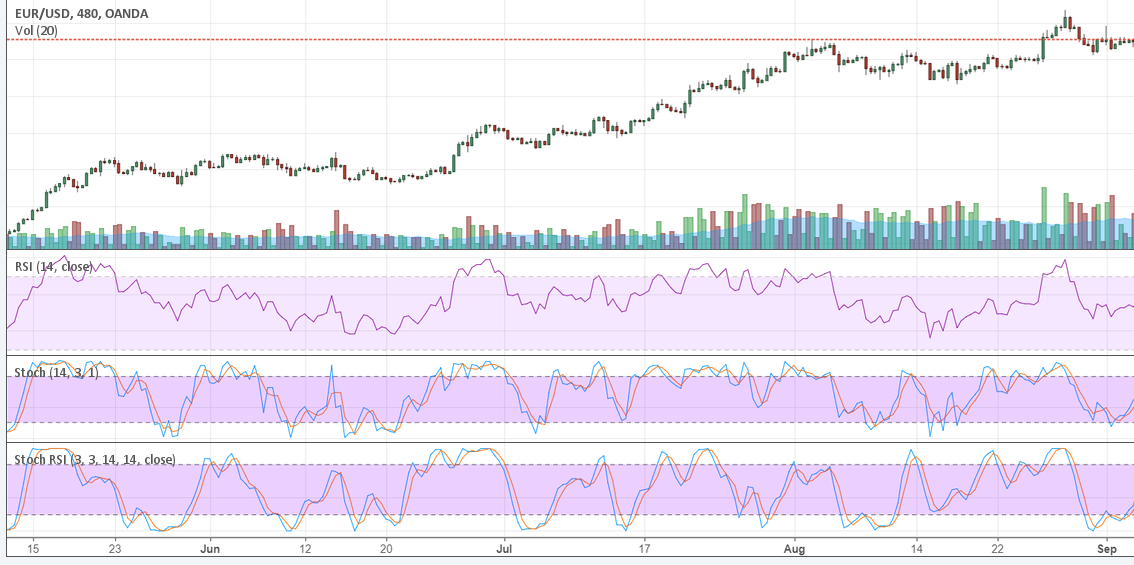 EUR/USD, 480, OANDA
Vol (20)
RSI (14, close)
Stoch (14, 3, 1)
Stoch RSI (3, 3, 14, 14, close)
15 23 Jun 12 20 Jul 17 Aug 14 22 Sep